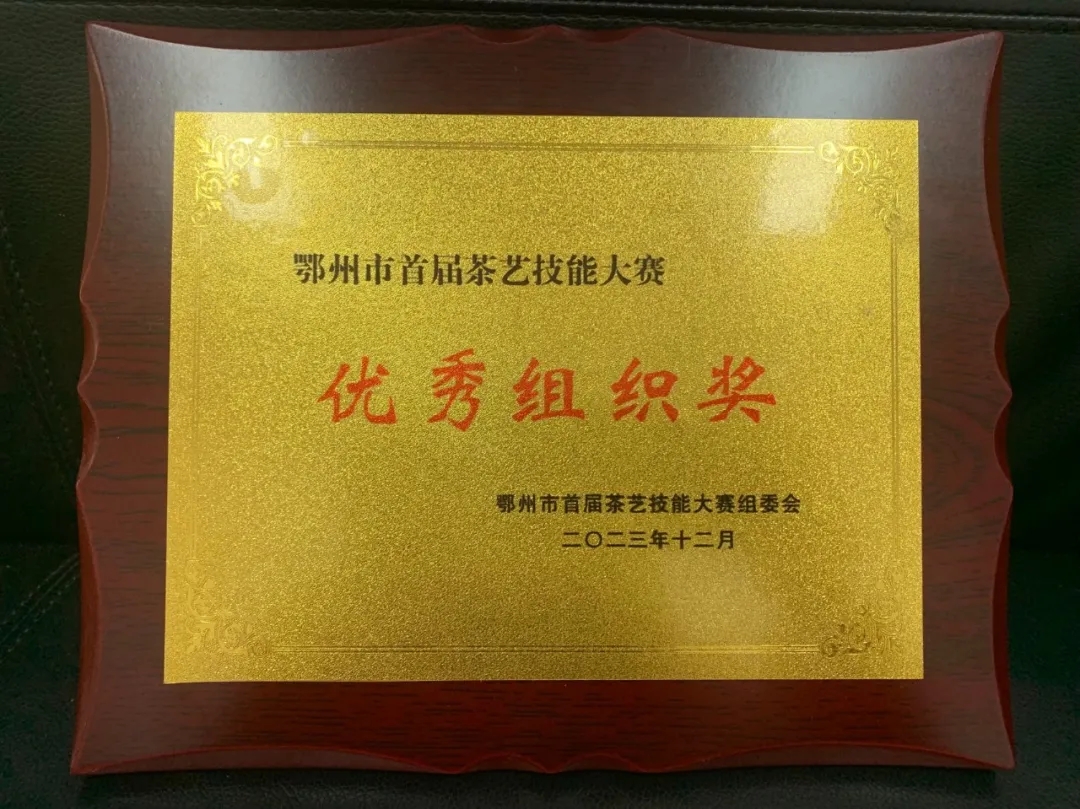 鄂州市首届茶艺技能大赛
优秀组织奖
鄂州市首届茶艺技能大赛组委会
二〇二三年十二月